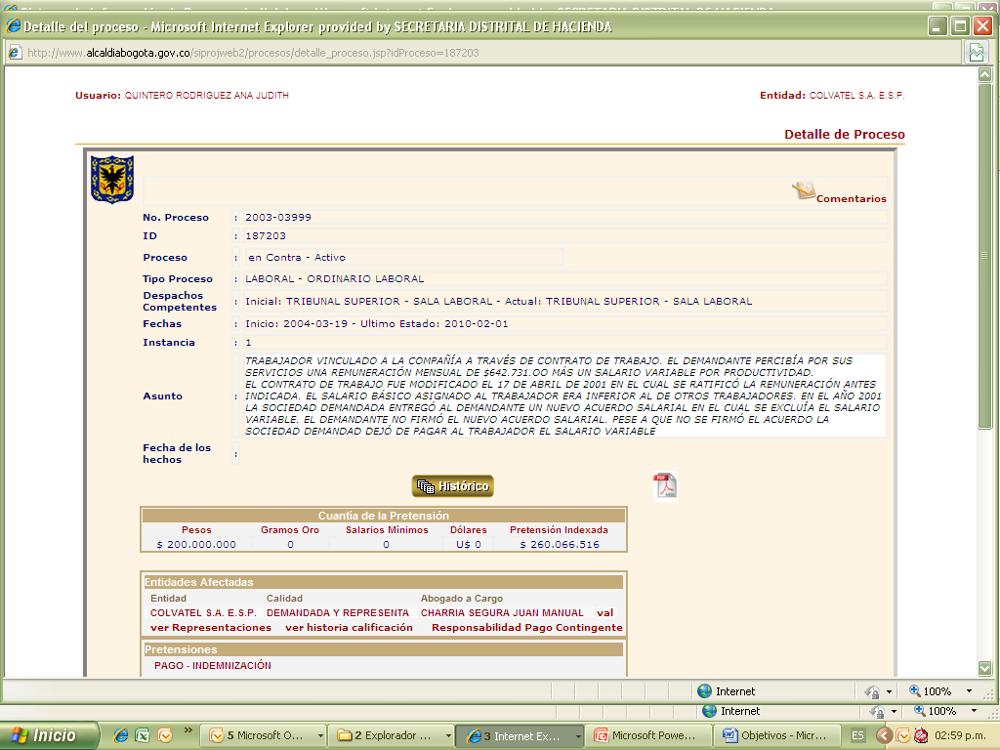 Detalle del proceso - Microsoft Internet Explorer provided by SECRETARIA DISTRITAL DE HACIENDA
http://www.alcaldiabogota.gov.co/siprojweb2/procesos/detalle_proceso.jsp?idProceso=187203
Usuario: QUINTERO RODRIGUEZ ANA JUDITH Entidad: COLVATEL S.A. E.S.P.
Detalle de Proceso
Comentarios
No. Proceso : 2003-03999
ID : 187203
Proceso : en Contra - Activo
Tipo Proceso : LABORAL - ORDINARIO LABORAL
Despachos Competentes : Inicial: TRIBUNAL SUPERIOR - SALA LABORAL - Actual: TRIBUNAL SUPERIOR - SALA LABORAL
Fechas : Inicio: 2004-03-19 - Ultimo Estado: 2010-02-01
Instancia : 1
Asunto :
TRABAJADOR VINCULADO A LA COMPAÑÍA A TRAVÉS DE CONTRATO DE TRABAJO. EL DEMANDANTE PERCIBÍA POR SUS
SERVICIOS UNA REMUNERACIÓN MENSUAL DE $642.731.OO MÁS UN SALARIO VARIABLE POR PRODUCTIVIDAD.
EL CONTRATO DE TRABAJO FUE MODIFICADO EL 17 DE ABRIL DE 2001 EN EL CUAL SE RATIFICÓ LA REMUNERACIÓN ANTES
INDICADA. EL SALARIO BÁSICO ASIGNADO AL TRABAJADOR ERA INFERIOR AL DE OTROS TRABAJADORES. EN EL AÑO 2001
LA SOCIEDAD DEMANDADA ENTREGÓ AL DEMANDANTE UN NUEVO ACUERDO SALARIAL EN EL CUAL SE EXCLUÍA EL SALARIO
VARIABLE. EL DEMANDANTE NO FIRMÓ EL NUEVO ACUERDO SALARIAL. PESE A QUE NO SE FIRMÓ EL ACUERDO LA
SOCIEDAD DEMANDAD DEJÓ DE PAGAR AL TRABAJADOR EL SALARIO VARIABLE
Fecha de los hechos :
Histórico
PDF
Cuantía de la Pretensión
Pesos Gramos Oro Salarios Mínimos Dólares Pretensión Indexada
$ 200.000.000 0 0 U$ 0 $ 260.066.516
Entidades Afectadas
Entidad Calidad Abogado a Cargo
COLVATEL S.A. E.S.P. DEMANDADA Y REPRESENTA CHARRIA SEGURA JUAN MANUAL val
ver Representaciones ver historia calificación Responsabilidad Pago Contingente
Pretensiones
PAGO - INDEMNIZACIÓN
Internet 100%
Internet 100%
Inicio » 5 Microsoft O... 2 Explorador ... 3 Internet Ex... Microsoft Powe... Objetivos - Micr... ES 02:59 p.m.